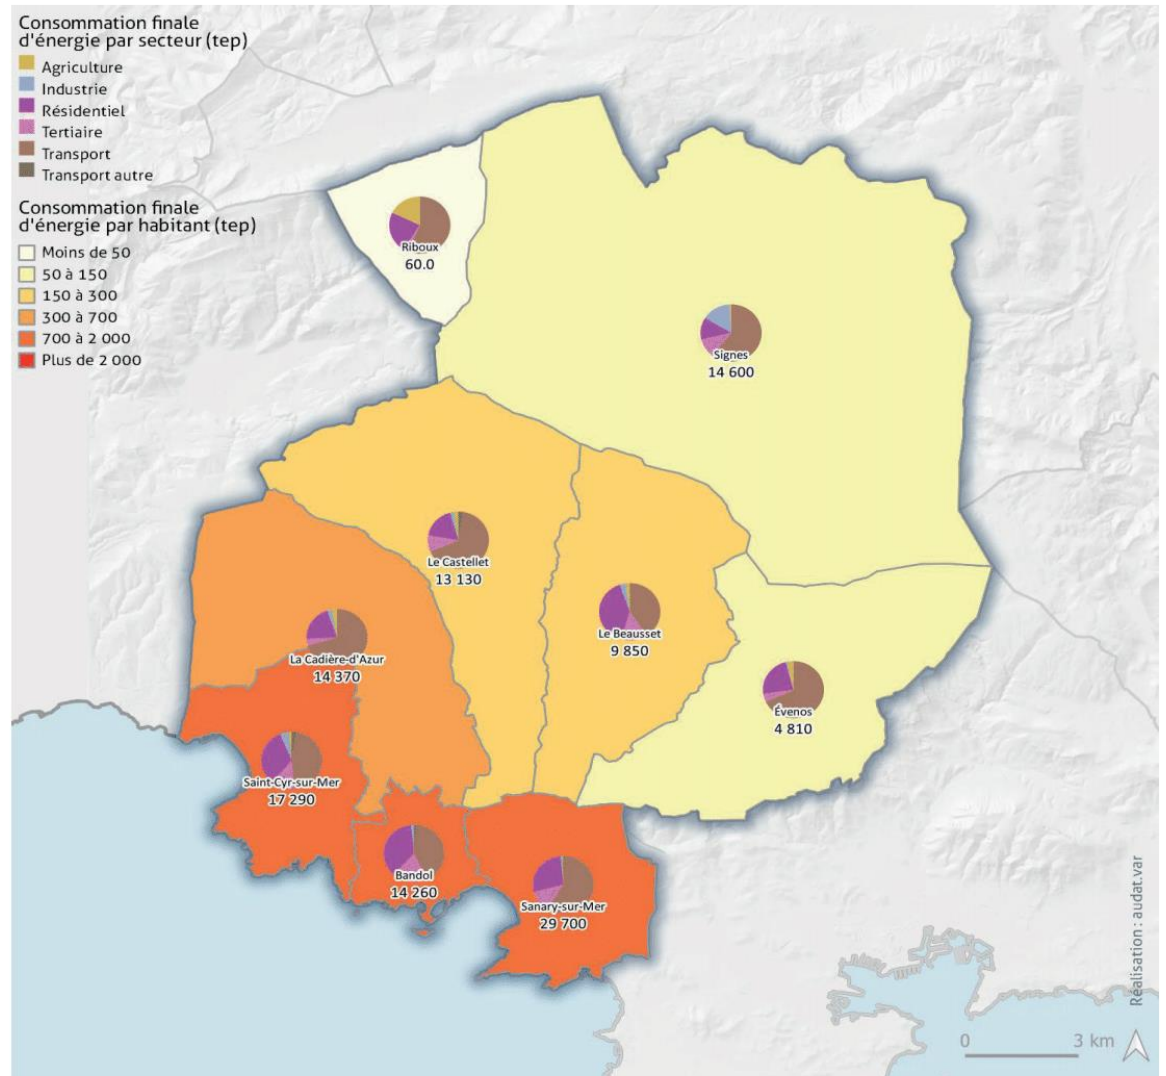 Consommation finale
d'énergie par secteur (tep)
Agriculture
Industrie
Résidentiel
Tertiaire
Transport
Transport autre
Consommation finale
d'énergie par habitant (tep)
Moins de 50
50 à 150
150 à 300
300 à 700
700 à 2 000
Plus de 2 000
Riboux
60.0
Signes
14 600
Le Castellet
13 130
Le Beausset
9 850
La Cadière-d'Azur
14 370
Évenos
4 810
Saint-Cyr-sur-Mer
17 290
Bandol
14 260
Sanary-sur-Mer
29 700
Réalisation : audat.var
0 3 km